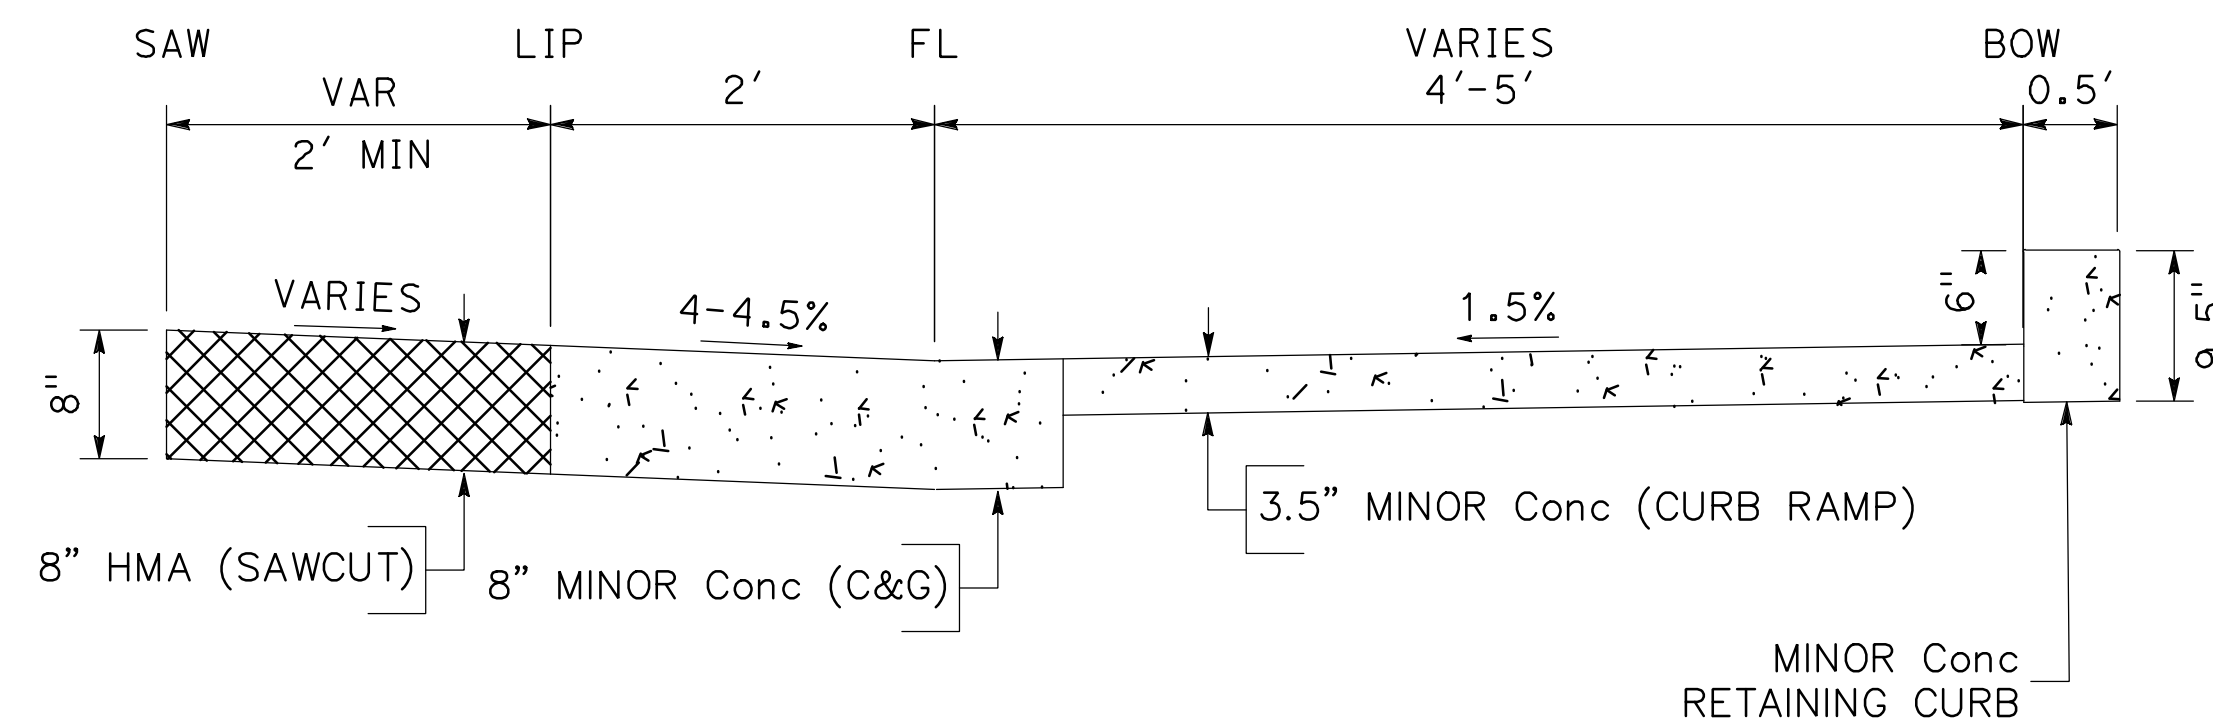 SAW
LIP
FL
VARIES
BOW
VAR
2'
4'-5'
0.5'
2' MIN
VARIES
4-4.5%
1.5%
6"
8"
8" HMA (SAWCUT)
8" MINOR Conc (C&G)
3.5" MINOR Conc (CURB RAMP)
MINOR Conc
RETAINING CURB